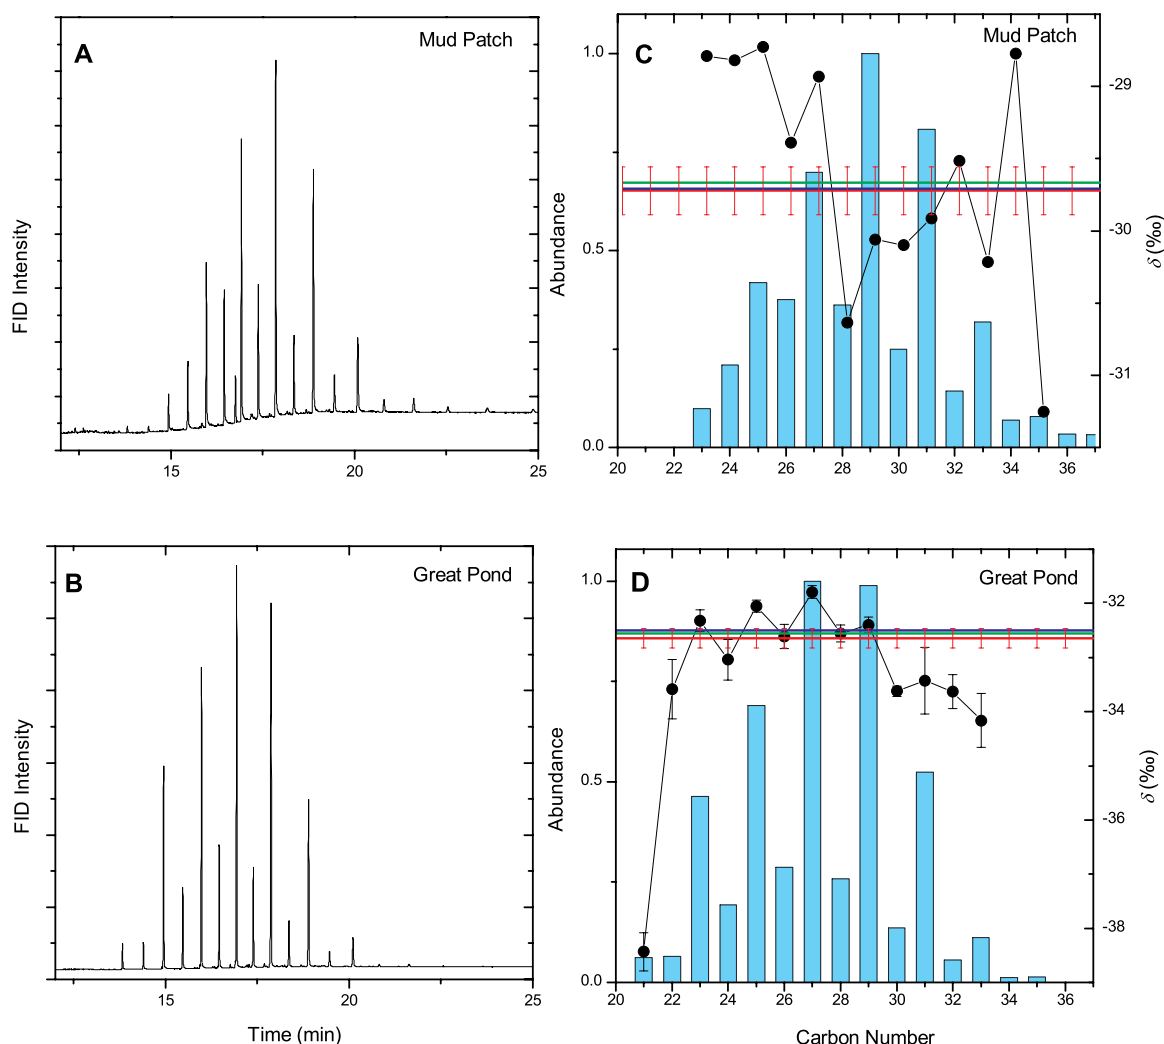 A
Mud Patch
FID Intensity
15
20
25
C
Mud Patch
1.0
0.5
0.0
Abundance
-29
-30
-31
δ (‰)
20 22 24 26 28 30 32 34 36
B
Great Pond
FID Intensity
15
20
25
Time (min)
D
Great Pond
1.0
0.5
0.0
Abundance
-32
-34
-36
-38
δ (‰)
20 22 24 26 28 30 32 34 36
Carbon Number